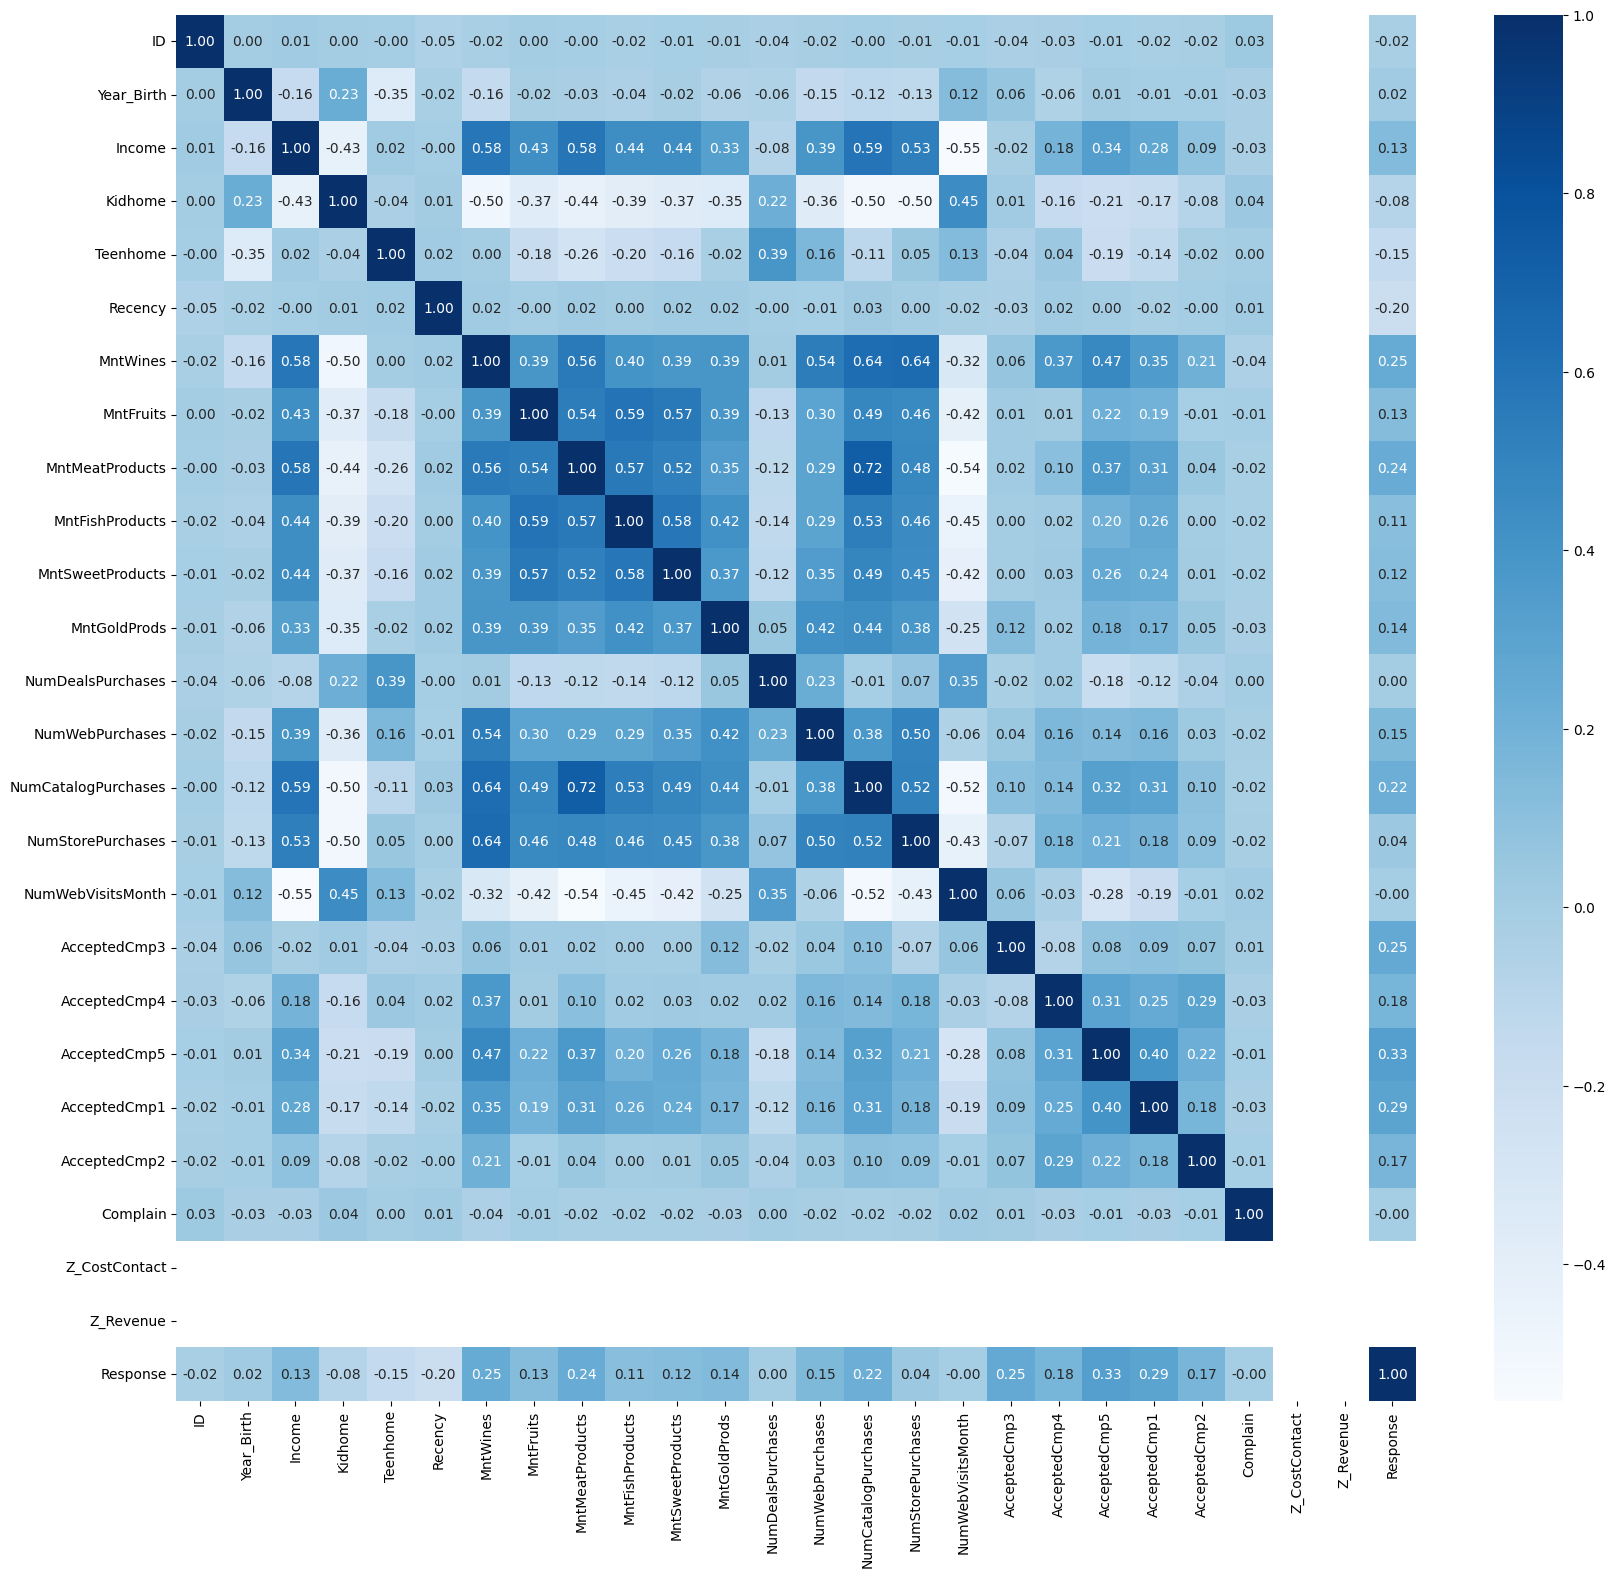 ID 1.00 0.00 0.01 0.00 -0.00 -0.05 -0.02 0.00 -0.00 -0.02 -0.01 -0.01 -0.04 -0.02 -0.00 -0.01 -0.01 -0.04 -0.03 -0.01 -0.02 -0.02 0.03 -0.02
Year_Birth 0.00 1.00 -0.16 0.23 -0.35 -0.02 -0.16 -0.02 -0.03 -0.04 -0.02 -0.06 -0.06 -0.15 -0.12 -0.13 0.12 0.06 -0.06 0.01 -0.01 -0.01 -0.03 0.02
Income 0.01 -0.16 1.00 -0.43 0.02 -0.00 0.58 0.43 0.58 0.44 0.44 0.33 -0.08 0.39 0.59 0.53 -0.55 -0.02 0.18 0.34 0.28 0.09 -0.03 0.13
Kidhome 0.00 0.23 -0.43 1.00 -0.04 0.01 -0.50 -0.37 -0.44 -0.39 -0.37 -0.35 0.22 -0.36 -0.50 -0.50 0.45 0.01 -0.16 -0.21 -0.17 -0.08 0.04 -0.08
Teenhome -0.00 -0.35 0.02 -0.04 1.00 0.02 0.00 -0.18 -0.26 -0.20 -0.16 -0.02 0.39 0.16 -0.11 0.05 0.13 -0.04 0.04 -0.19 -0.14 -0.02 0.00 -0.15
Recency -0.05 -0.02 -0.00 0.01 0.02 1.00 0.02 -0.00 0.02 0.00 0.02 0.02 -0.00 -0.01 0.03 0.00 -0.02 -0.03 0.02 0.00 -0.02 -0.00 0.01 -0.20
MntWines -0.02 -0.16 0.58 -0.50 0.00 0.02 1.00 0.39 0.56 0.40 0.39 0.39 0.01 0.54 0.64 0.64 -0.32 0.06 0.37 0.47 0.35 0.21 -0.04 0.25
MntFruits 0.00 -0.02 0.43 -0.37 -0.18 -0.00 0.39 1.00 0.54 0.59 0.57 0.39 -0.13 0.30 0.49 0.46 -0.42 0.01 0.01 0.22 0.19 -0.01 -0.01 0.13
MntMeatProducts -0.00 -0.03 0.58 -0.44 -0.26 0.02 0.56 0.54 1.00 0.57 0.52 0.35 -0.12 0.29 0.72 0.48 -0.54 0.02 0.10 0.37 0.31 0.04 -0.02 0.24
MntFishProducts -0.02 -0.04 0.44 -0.39 -0.20 0.00 0.40 0.59 0.57 1.00 0.58 0.42 -0.14 0.29 0.53 0.46 -0.45 0.00 0.02 0.20 0.26 0.00 -0.02 0.11
MntSweetProducts -0.01 -0.02 0.44 -0.37 -0.16 0.02 0.39 0.57 0.52 0.58 1.00 0.37 -0.12 0.35 0.49 0.45 -0.42 0.00 0.03 0.26 0.24 0.01 -0.02 0.12
MntGoldProds -0.01 -0.06 0.33 -0.35 -0.02 0.02 0.39 0.39 0.35 0.42 0.37 1.00 0.05 0.42 0.44 0.38 -0.25 0.12 0.02 0.18 0.17 0.05 -0.03 0.14
NumDealsPurchases -0.04 -0.06 -0.08 0.22 0.39 -0.00 0.01 -0.13 -0.12 -0.14 -0.12 0.05 1.00 0.23 -0.01 0.07 0.35 -0.02 0.02 -0.18 -0.12 -0.04 0.00 0.00
NumWebPurchases -0.02 -0.15 0.39 -0.36 0.16 -0.01 0.54 0.30 0.29 0.29 0.35 0.42 0.23 1.00 0.38 0.50 -0.06 0.04 0.16 0.14 0.16 0.03 -0.02 0.15
NumCatalogPurchases -0.00 -0.12 0.59 -0.50 -0.11 0.03 0.64 0.49 0.72 0.53 0.49 0.44 -0.01 0.38 1.00 0.52 -0.52 0.10 0.14 0.32 0.31 0.10 -0.02 0.22
NumStorePurchases -0.01 -0.13 0.53 -0.50 0.05 0.00 0.64 0.46 0.48 0.46 0.45 0.38 0.07 0.50 0.52 1.00 -0.43 -0.07 0.18 0.21 0.18 0.09 -0.02 0.04
NumWebVisitsMonth -0.01 0.12 -0.55 0.45 0.13 -0.02 -0.32 -0.42 -0.54 -0.45 -0.42 -0.25 0.35 -0.06 -0.52 -0.43 1.00 0.06 -0.03 -0.28 -0.19 -0.01 0.02 -0.00
AcceptedCmp3 -0.04 0.06 -0.02 0.01 -0.04 -0.03 0.06 0.01 0.02 0.00 0.00 0.12 -0.02 0.04 0.10 -0.07 0.06 1.00 -0.08 0.08 0.09 0.07 0.01 0.25
AcceptedCmp4 -0.03 -0.06 0.18 -0.16 0.04 0.02 0.37 0.01 0.10 0.02 0.03 0.02 0.02 0.16 0.14 0.18 -0.03 -0.08 1.00 0.31 0.25 0.29 -0.03 0.18
AcceptedCmp5 -0.01 0.01 0.34 -0.21 -0.19 0.00 0.47 0.22 0.37 0.20 0.26 0.18 -0.18 0.14 0.32 0.21 -0.28 0.08 0.31 1.00 0.40 0.22 -0.01 0.33
AcceptedCmp1 -0.02 -0.01 0.28 -0.17 -0.14 -0.02 0.35 0.19 0.31 0.26 0.24 0.17 -0.12 0.16 0.31 0.18 -0.19 0.09 0.25 0.40 1.00 0.18 -0.03 0.29
AcceptedCmp2 -0.02 -0.01 0.09 -0.08 -0.02 -0.00 0.21 -0.01 0.04 0.00 0.01 0.05 -0.04 0.03 0.10 0.09 -0.01 0.07 0.29 0.22 0.18 1.00 -0.01 0.17
Complain 0.03 -0.03 -0.03 0.04 0.00 0.01 -0.04 -0.01 -0.02 -0.02 -0.02 -0.03 0.00 -0.02 -0.02 -0.02 0.02 0.01 -0.03 -0.01 -0.03 -0.01 1.00 -0.00
Z_CostContact
Z_Revenue
Response -0.02 0.02 0.13 -0.08 -0.15 -0.20 0.25 0.13 0.24 0.11 0.12 0.14 0.00 0.15 0.22 0.04 -0.00 0.25 0.18 0.33 0.29 0.17 -0.00 1.00
ID
Year_Birth
Income
Kidhome
Teenhome
Recency
MntWines
MntFruits
MntMeatProducts
MntFishProducts
MntSweetProducts
MntGoldProds
NumDealsPurchases
NumWebPurchases
NumCatalogPurchases
NumStorePurchases
NumWebVisitsMonth
AcceptedCmp3
AcceptedCmp4
AcceptedCmp5
AcceptedCmp1
AcceptedCmp2
Complain
Z_CostContact
Z_Revenue
Response
1.0
0.8
0.6
0.4
0.2
0.0
−0.2
−0.4